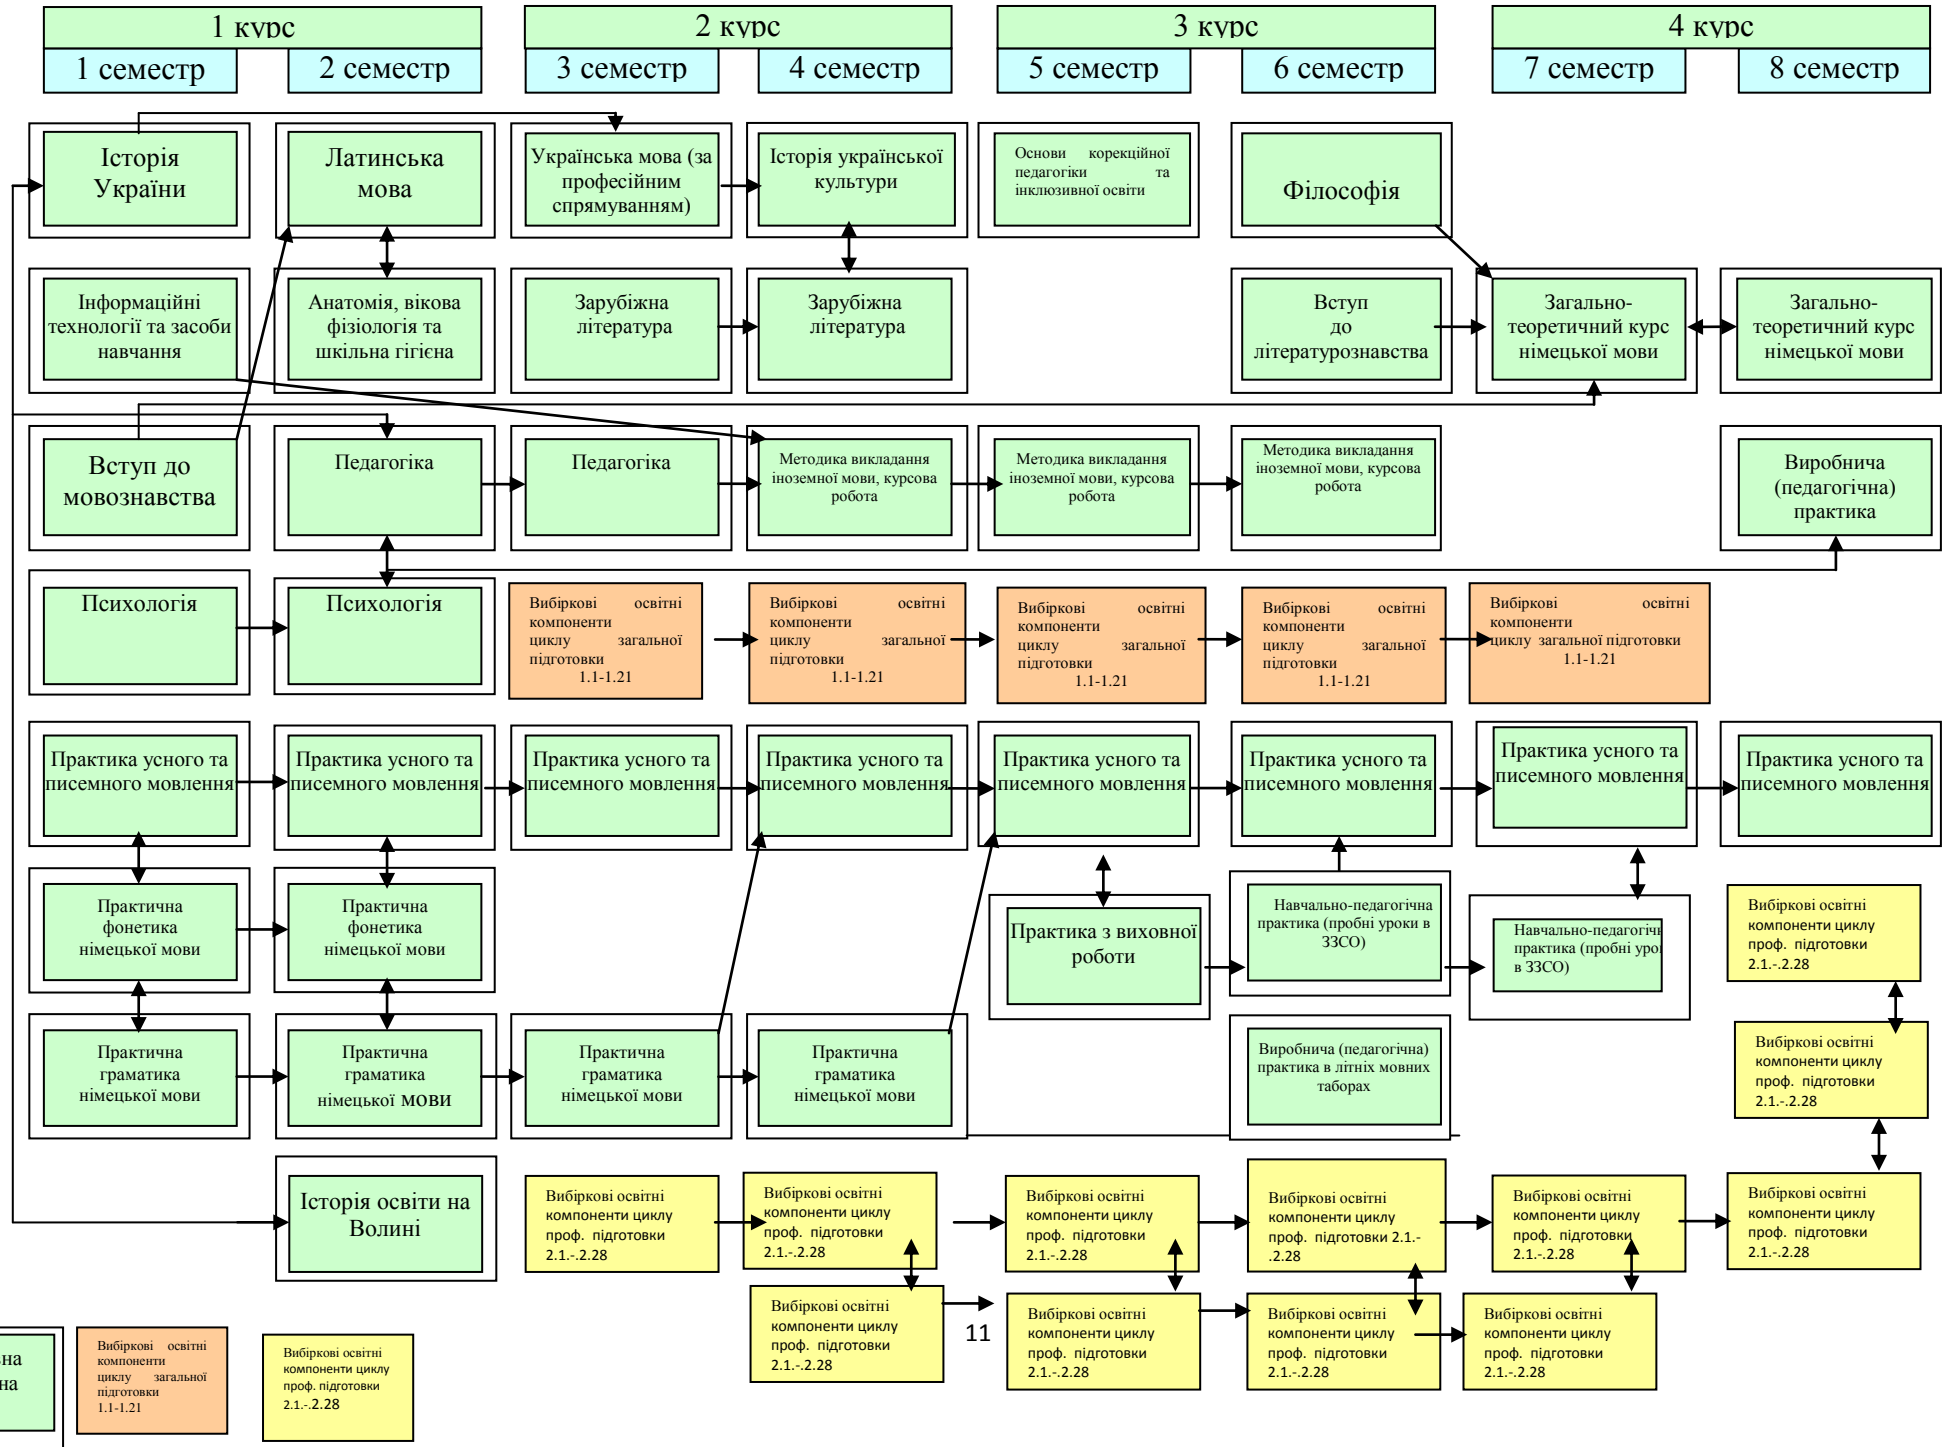 1 курс
2 курс
3 курс
4 курс
1 семестр
2 семестр
3 семестр
4 семестр
5 семестр
6 семестр
7 семестр
8 семестр
Історія
України
Латинська
мова
Українська мова (за
професійним
спрямуванням)
Історія української
культури
Основи корекційної
педагогіки та
інклюзивної освіти
Філософія
Інформаційні
технології та засоби
навчання
Анатомія, вікова
фізіологія та
шкільна гігієна
Зарубіжна
література
Зарубіжна
література
Вступ
до
літературознавства
Загально-
теоретичний курс
німецької мови
Загально-
теоретичний курс
німецької мови
Вступ до
мовознавства
Педагогіка
Педагогіка
Методика викладання
іноземної мови, курсова
робота
Методика викладання
іноземної мови, курсова
робота
Методика викладання
іноземної мови, курсова
робота
Виробнича
(педагогічна)
практика
Психологія
Психологія
Вибіркові освітні
компоненти
циклу загальної
підготовки
1.1-1.21
Вибіркові освітні
компоненти
циклу загальної
підготовки
1.1-1.21
Вибіркові освітні
компоненти
циклу загальної
підготовки
1.1-1.21
Вибіркові освітні
компоненти
циклу загальної
підготовки
1.1-1.21
Вибіркові освітні
компоненти
циклу загальної підготовки
1.1-1.21
Практика усного та
писемного мовлення
Практика усного та
писемного мовлення
Практика усного та
писемного мовлення
Практика усного та
писемного мовлення
Практика усного та
писемного мовлення
Практика усного та
писемного мовлення
Практика усного та
писемного мовлення
Практика усного та
писемного мовлення
Практична
фонетика
німецької мови
Практична
фонетика
німецької мови
Практика з виховної
роботи
Навчально-педагогічна
практика (пробні уроки в
ЗЗСО)
Навчально-педагогічн
практика (пробні уро
в ЗЗСО)
Вибіркові освітні
компоненти циклу
проф. підготовки
2.1.-.2.28
Практична
граматика
німецької мови
Практична
граматика
німецької мови
Практична
граматика
німецької мови
Практична
граматика
німецької мови
Виробнича (педагогічна)
практика в літніх мовних
таборах
Вибіркові освітні
компоненти циклу
проф. підготовки
2.1.-.2.28
Історія освіти на
Волині
Вибіркові освітні
компоненти циклу
проф. підготовки
2.1.-.2.28
Вибіркові освітні
компоненти циклу
проф. підготовки
2.1.-.2.28
Вибіркові освітні
компоненти циклу
проф. підготовки
2.1.-.2.28
Вибіркові освітні
компоненти циклу
проф. підготовки 2.1.-
.2.28
Вибіркові освітні
компоненти циклу
проф. підготовки
2.1.-.2.28
Вибіркові освітні
компоненти циклу
проф. підготовки
2.1.-.2.28
Вибіркові освітні
компоненти циклу
проф. підготовки
2.1.-.2.28
11
Вибіркові освітні
компоненти циклу
проф. підготовки
2.1.-.2.28
Вибіркові освітні
компоненти циклу
проф. підготовки
2.1.-.2.28
Вибіркові освітні
компоненти циклу
проф. підготовки
2.1.-.2.28
на
на
Вибіркові освітні
компоненти
циклу загальної
підготовки
1.1-1.21
Вибіркові освітні
компоненти циклу
проф. підготовки
2.1.-.2.28